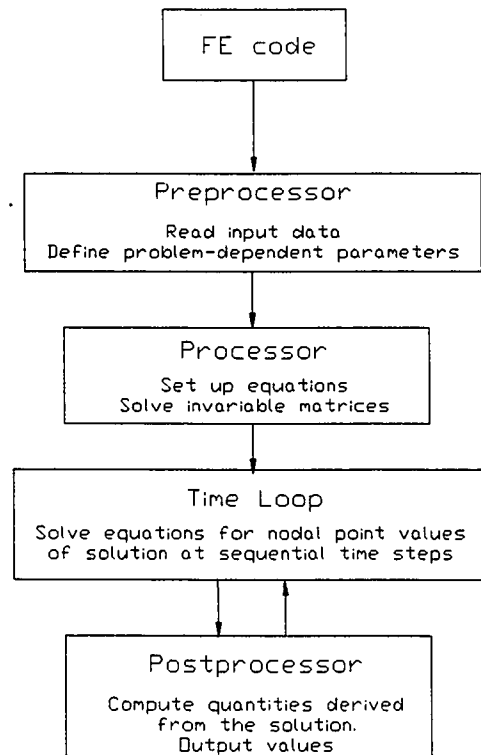 FE code
Preprocessor
Read input data
Define problem-dependent parameters
Processor
Set up equations
Solve invariable matrices
Time Loop
Solve equations for nodal point values
of solution at sequential time steps
Postprocessor
Compute quantities derived
from the solution.
Output values